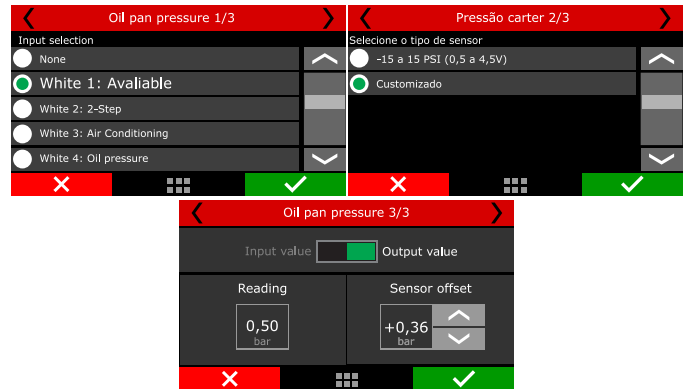 Oil pan pressure 1/3
Input selection
None
White 1: Avaliable
White 2: 2-Step
White 3: Air Conditioning
White 4: Oil pressure
Pressão carter 2/3
Selecione o tipo de sensor
-15 a 15 PSI (0,5 a 4,5V)
Customizado
Oil pan pressure 3/3
Input value Output value
Reading
0,50
bar
Sensor offset
+0,36
bar